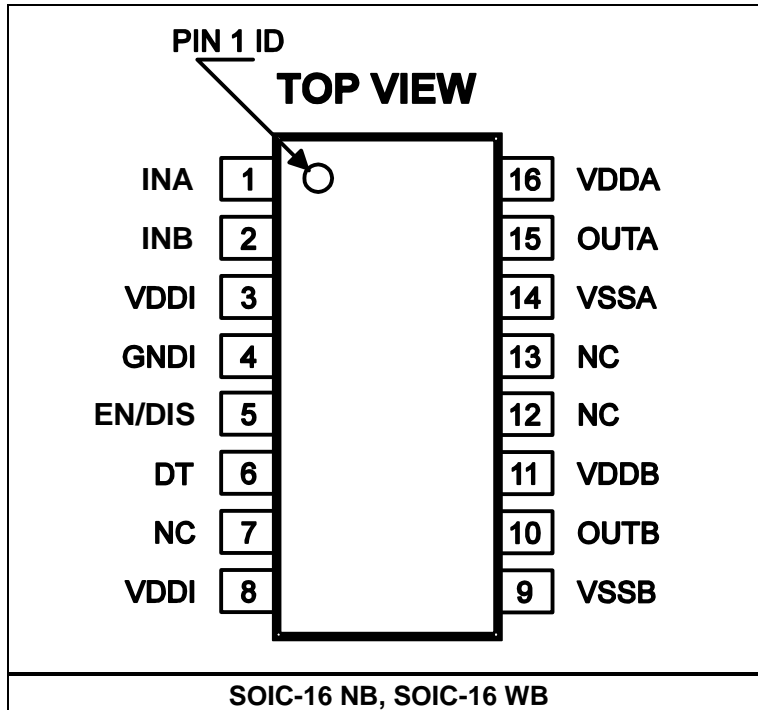 PIN 1 ID
TOP VIEW
INA 1 16 VDDA
INB 2 15 OUTA
VDDI 3 14 VSSA
GNDI 4 13 NC
EN/DIS 5 12 NC
DT 6 11 VDDB
NC 7 10 OUTB
VDDI 8 9 VSSB
SOIC-16 NB, SOIC-16 WB